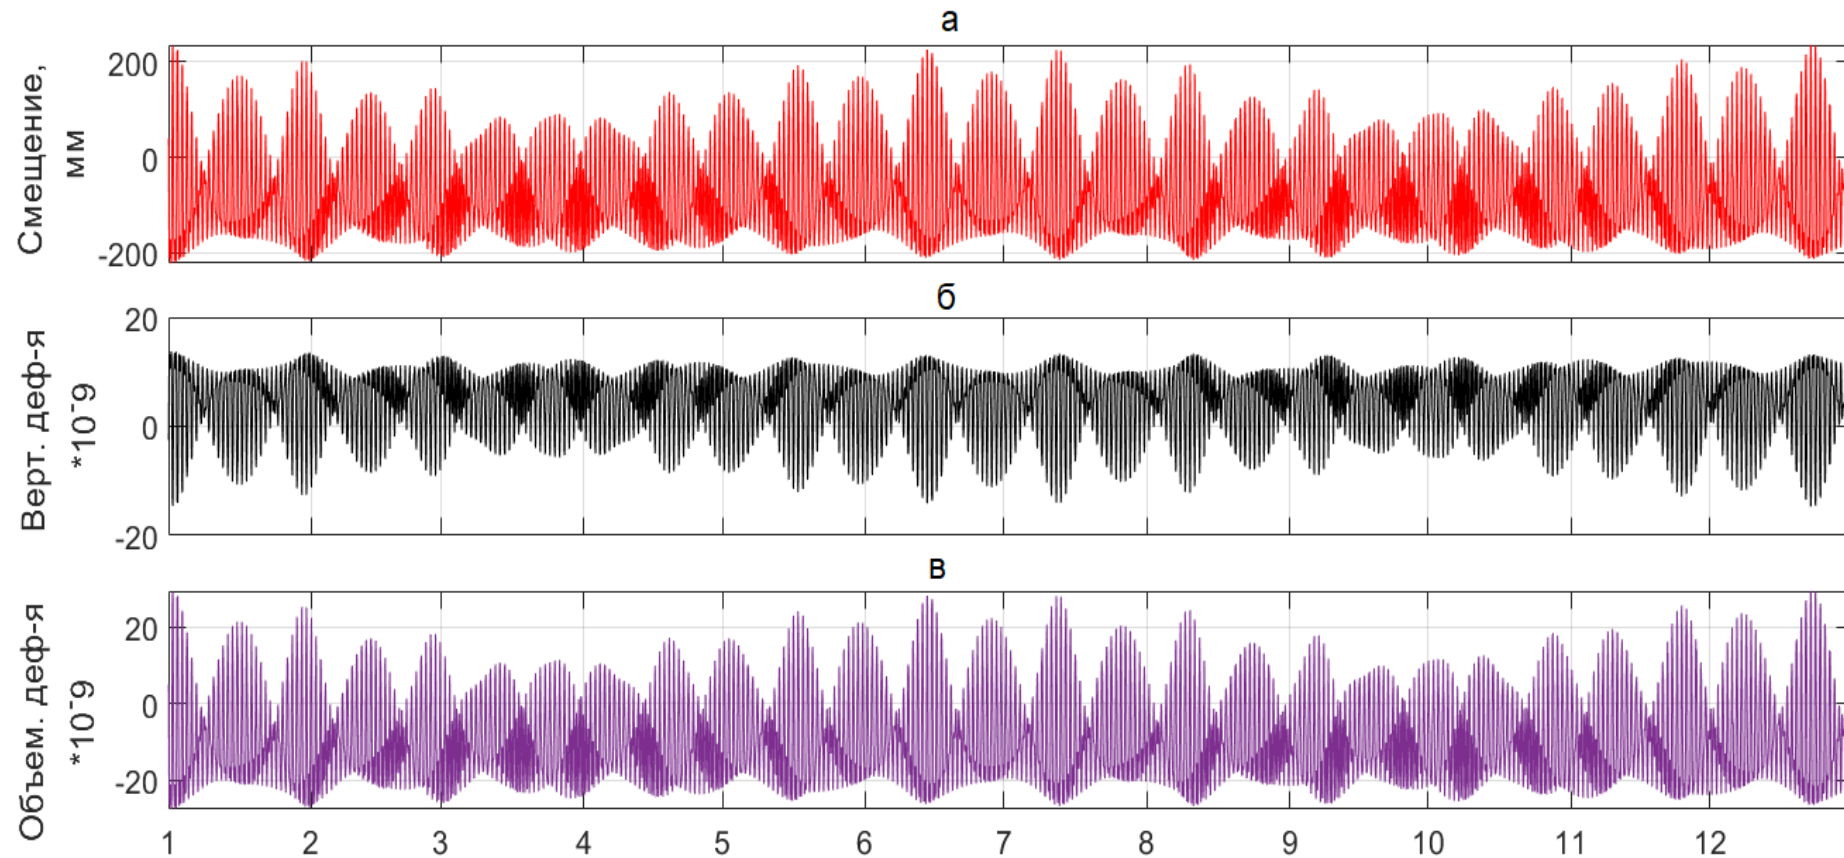 а
Смещение,
мм
200
0
-200
б
Верт. деф-я
*10^-9
20
0
-20
в
Объем. деф-я
*10^-9
20
0
-20
1 2 3 4 5 6 7 8 9 10 11 12